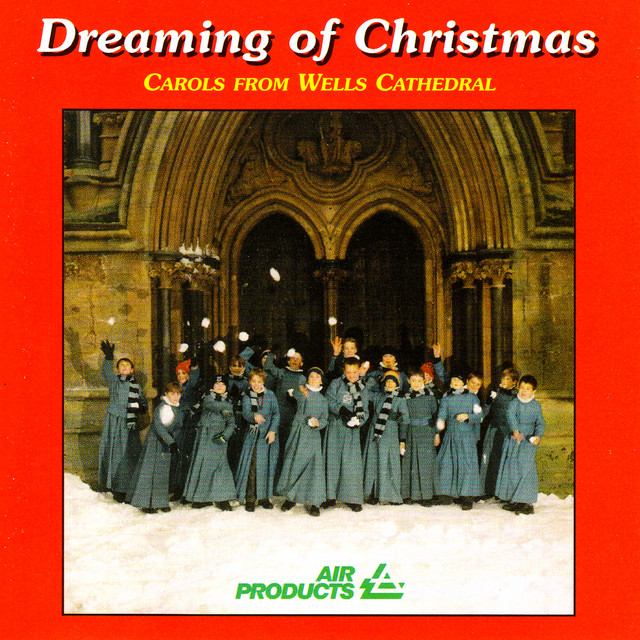 Dreaming of Christmas
CAROLS FROM WELLS CATHEDRAL
AIR
PRODUCTS